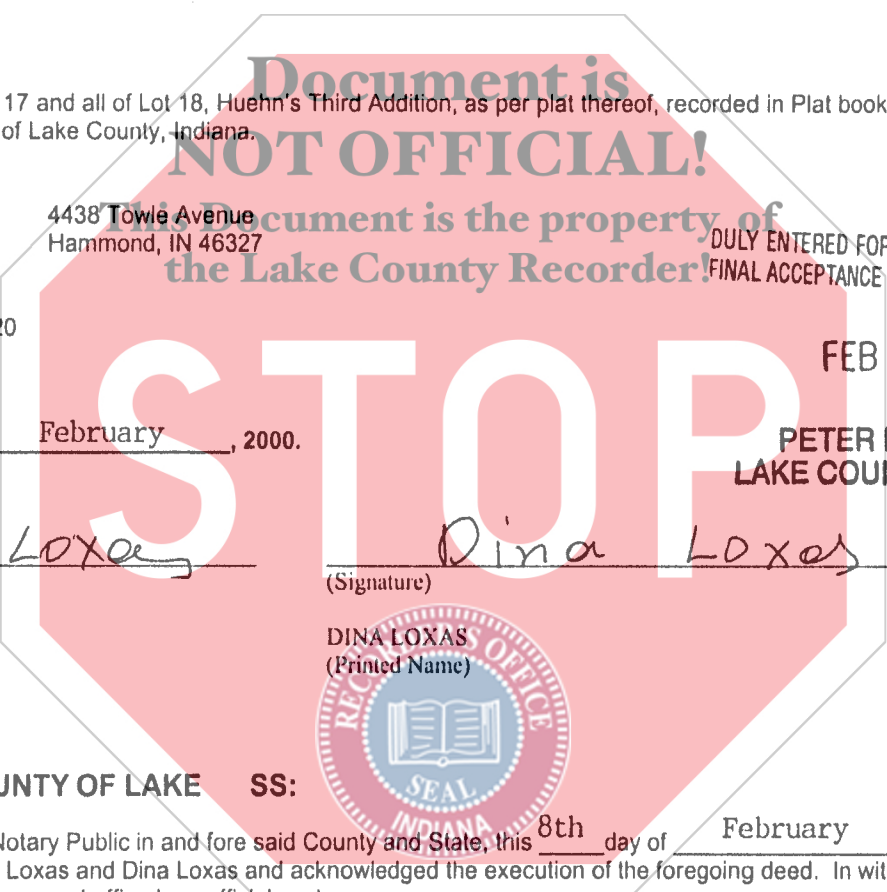 Document is
17 and all of Lot 18, Huehn's Third Addition, as per plat thereof, recorded in Plat book
of Lake County, Indiana.
NOT OFFICIAL!
4438 Towle Avenue
This Document is the property of
Hammond, IN 46327
DULY ENTERED FOR
the Lake County Recorder!
FINAL ACCEPTANCE
20
STOP
FEB
February , 2000.
PETER
LAKE COU
Loxas Dina Loxas
(Signature)
DINA LOXAS
(Printed Name)
RECORDER'S OFFICE
SEAL
INDIANA
UNTY OF LAKE SS:
Notary Public in and fore said County and State, this 8th day of February
Loxas and Dina Loxas and acknowledged the execution of the foregoing deed. In wit